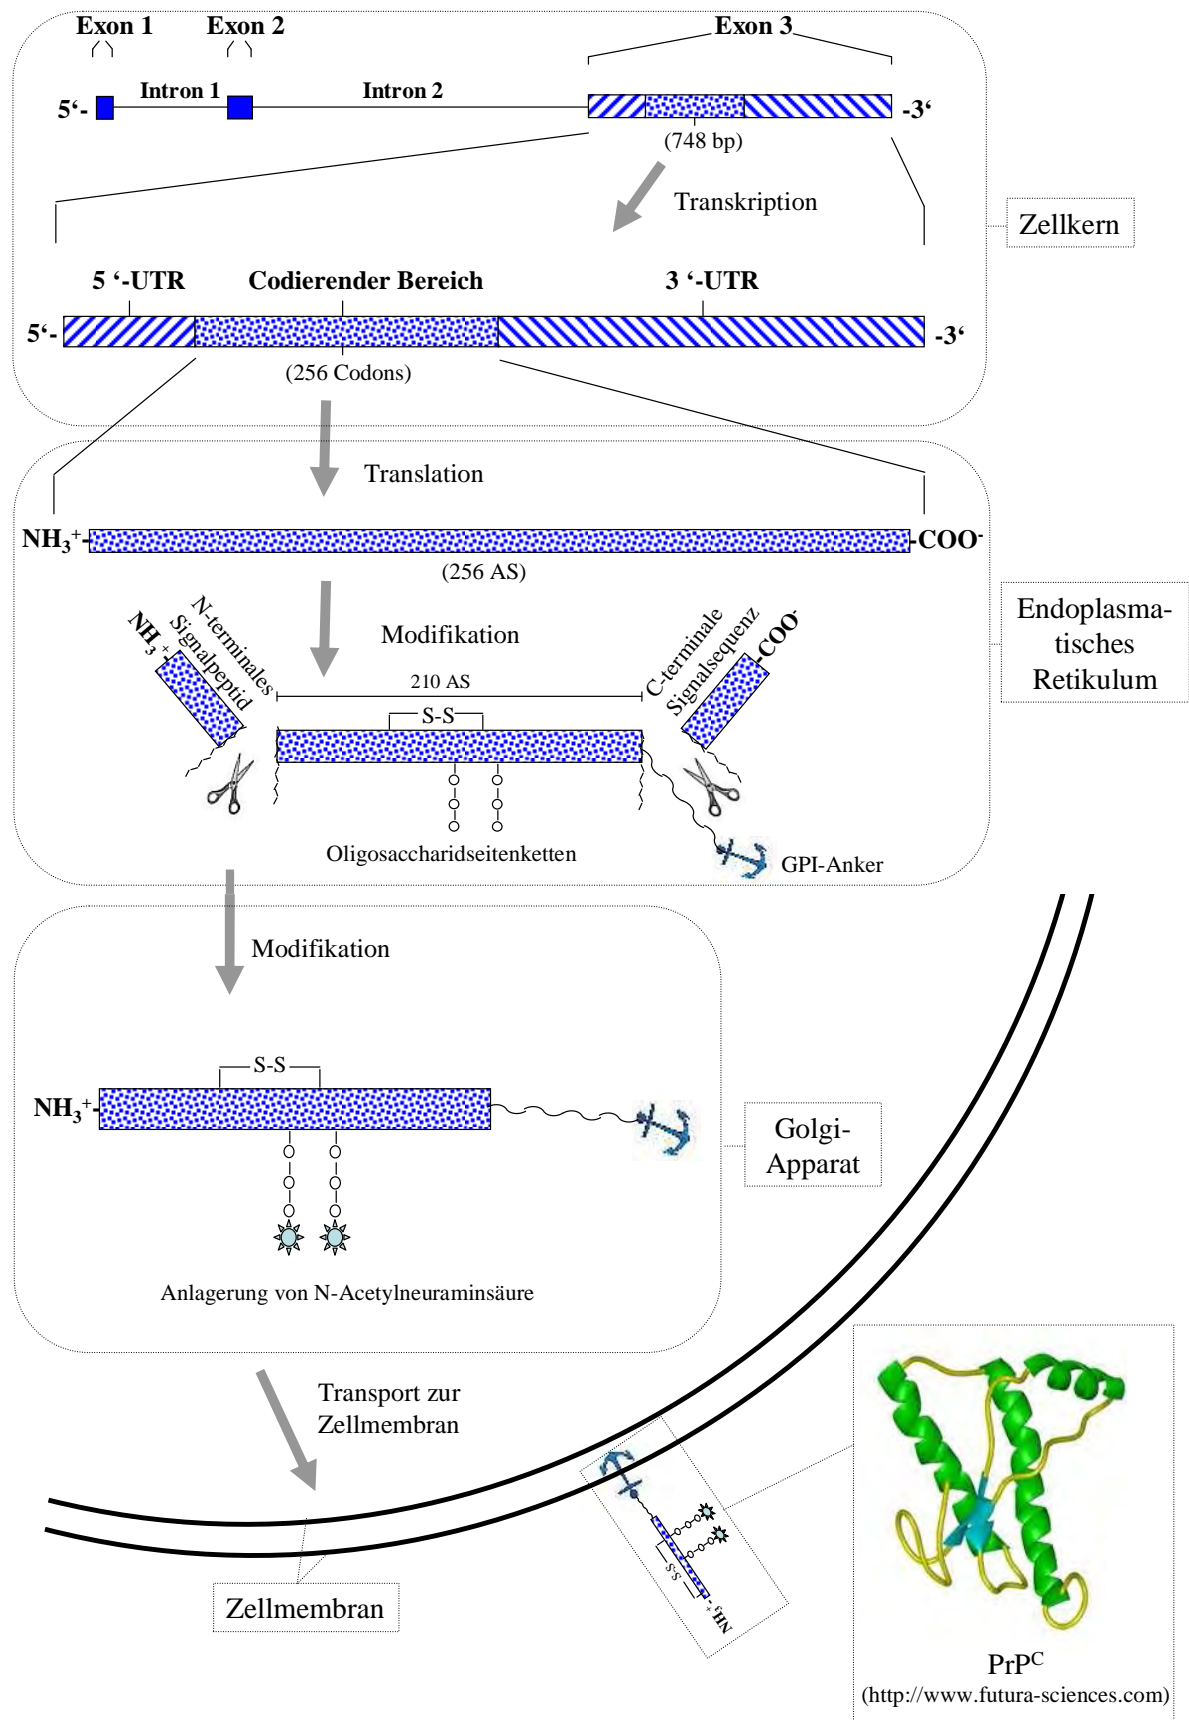 Exon 1 Exon 2 Exon 3
Intron 1 Intron 2
5‘- -3‘
(748 bp)
Transkription
Zellkern
5 ‘-UTR Codierender Bereich 3 ‘-UTR
5‘- -3‘
(256 Codons)
Translation
NH₃⁺- -COO⁻
(256 AS)
Endoplasma-
tisches
Retikulum
Modifikation
NH₃⁺-
N-terminales
Signalpeptid
C-terminale
Signalsequenz
-COO⁻
210 AS
S-S
Oligosaccharidseitenketten
GPI-Anker
Modifikation
S-S
NH₃⁺-
Golgi-
Apparat
Anlagerung von N-Acetylneuraminsäure
Transport zur
Zellmembran
S-S
NH₃⁺-
Zellmembran
PrPᶜ
(http://www.futura-sciences.com)